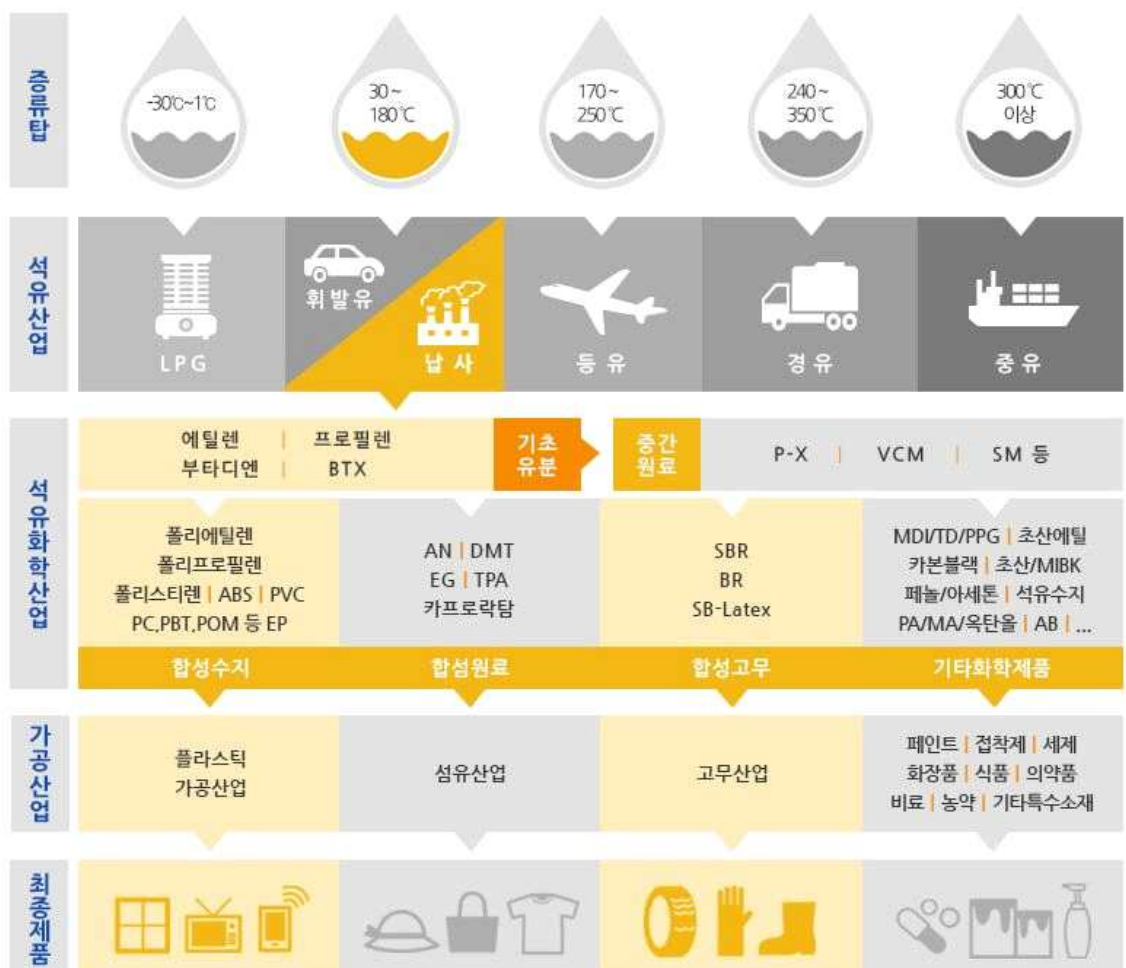 증류탑
-30℃~1℃
30~
180℃
170~
250℃
240~
350℃
300℃
이상
석유산업
LPG
휘발유
납사
등유
경유
중유
석유화학산업
에틸렌 | 프로필렌
부타디엔 | BTX
기초
유분
중간
원료
P-X | VCM | SM 등
폴리에틸렌
폴리프로필렌
폴리스티렌 | ABS | PVC
PC,PBT,POM 등 EP
합성수지
AN | DMT
EG | TPA
카프로락탐
합섬원료
SBR
BR
SB-Latex
합성고무
MDI/TD/PPG | 초산에틸
카본블랙 | 초산/MIBK
페놀/아세톤 | 석유수지
PA/MA/옥탄올 | AB | ...
기타화학제품
가공산업
플라스틱
가공산업
섬유산업
고무산업
페인트 | 접착제 | 세제
화장품 | 식품 | 의약품
비료 | 농약 | 기타특수소재
최종제품